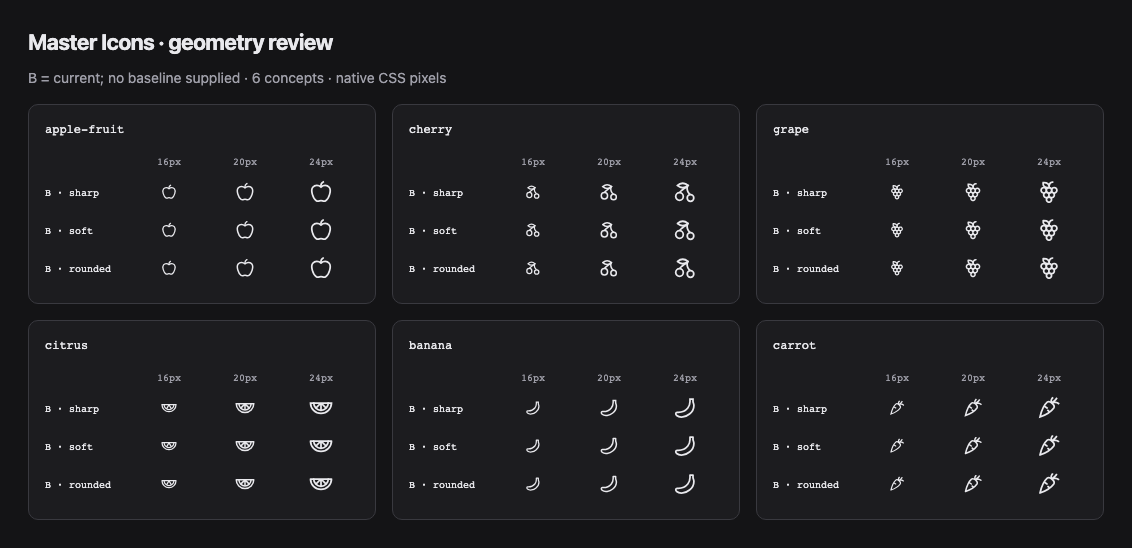 Master Icons · geometry review
B = current; no baseline supplied · 6 concepts · native CSS pixels
apple-fruit
16px 20px 24px
B · sharp
B · soft
B · rounded
cherry
16px 20px 24px
B · sharp
B · soft
B · rounded
grape
16px 20px 24px
B · sharp
B · soft
B · rounded
citrus
16px 20px 24px
B · sharp
B · soft
B · rounded
banana
16px 20px 24px
B · sharp
B · soft
B · rounded
carrot
16px 20px 24px
B · sharp
B · soft
B · rounded